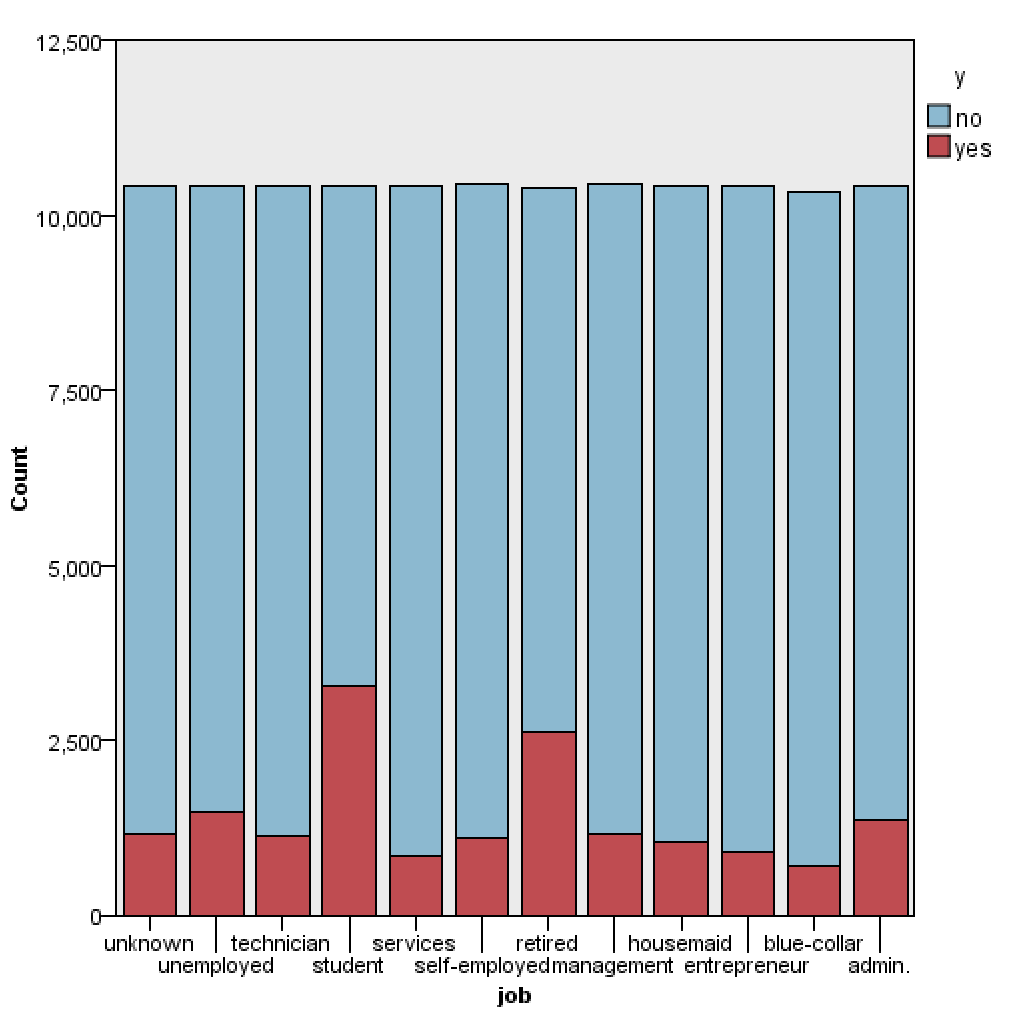 12,500
10,000
7,500
5,000
2,500
0
Count
y
no
yes
unknown technician services retired housemaid blue-collar
unemployed student self-employed management entrepreneur admin.
job